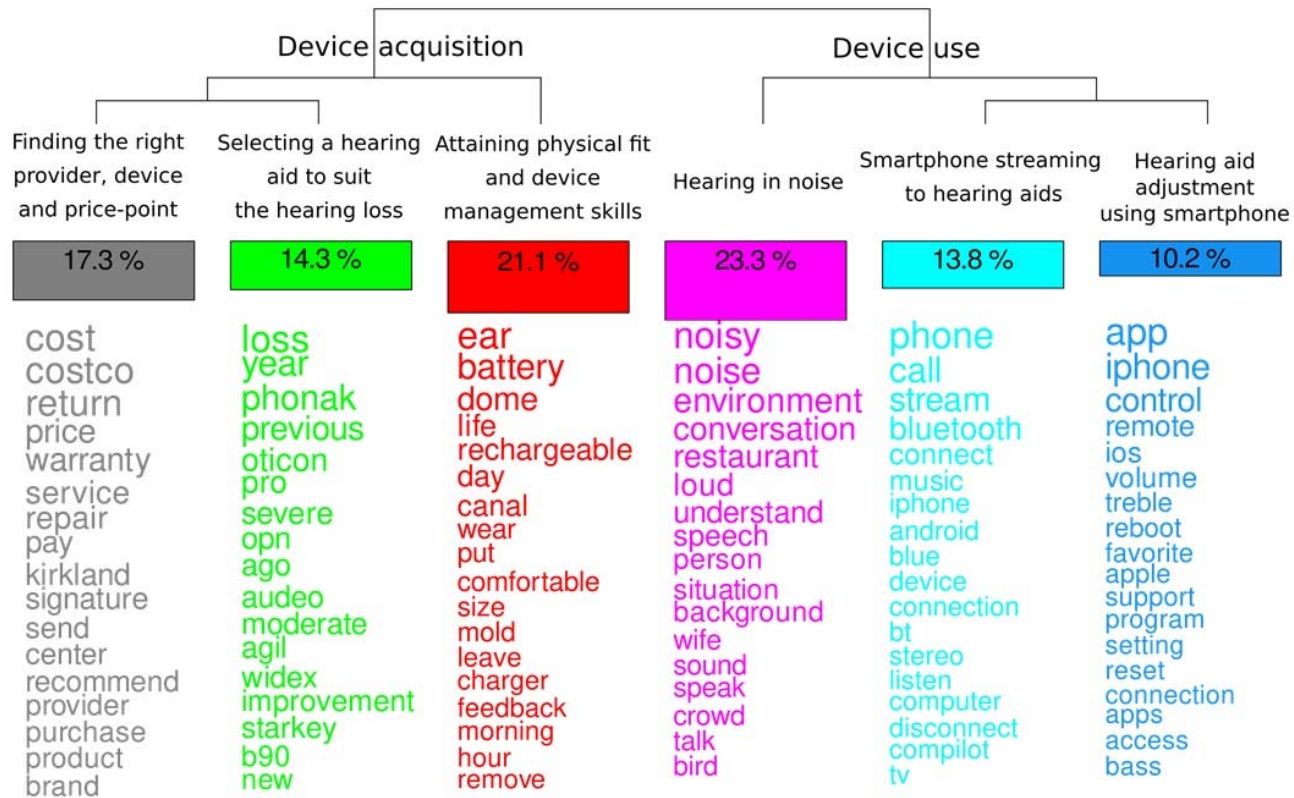 Device acquisition
Device use
Finding the right
provider, device
and price-point
Selecting a hearing
aid to suit
the hearing loss
Attaining physical fit
and device
management skills
Hearing in noise
Smartphone streaming
to hearing aids
Hearing aid
adjustment
using smartphone
17.3 %
14.3 %
21.1 %
23.3 %
13.8 %
10.2 %
cost
costco
return
price
warranty
service
repair
pay
kirkland
signature
send
center
recommend
provider
purchase
product
brand
loss
year
phonak
previous
oticon
pro
severe
opn
ago
audeo
moderate
agil
widex
improvement
starkey
b90
new
ear
battery
dome
life
rechargeable
day
canal
wear
put
comfortable
size
mold
leave
charger
feedback
morning
hour
remove
noisy
noise
environment
conversation
restaurant
loud
understand
speech
person
situation
background
wife
sound
speak
crowd
talk
bird
phone
call
stream
bluetooth
connect
music
iphone
android
blue
device
connection
bt
stereo
listen
computer
disconnect
compilot
tv
app
iphone
control
remote
ios
volume
treble
reboot
favorite
apple
support
program
setting
reset
connection
apps
access
bass